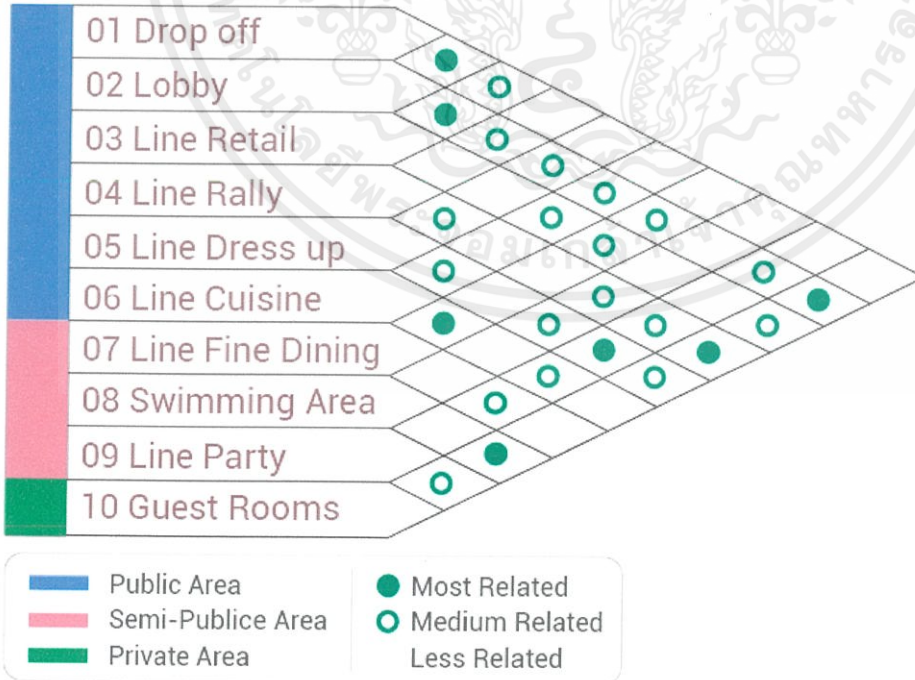 01 Drop off
02 Lobby
03 Line Retail
04 Line Rally
05 Line Dress up
06 Line Cuisine
07 Line Fine Dining
08 Swimming Area
09 Line Party
10 Guest Rooms
Public Area
Semi-Publice Area
Private Area
Most Related
Medium Related
Less Related